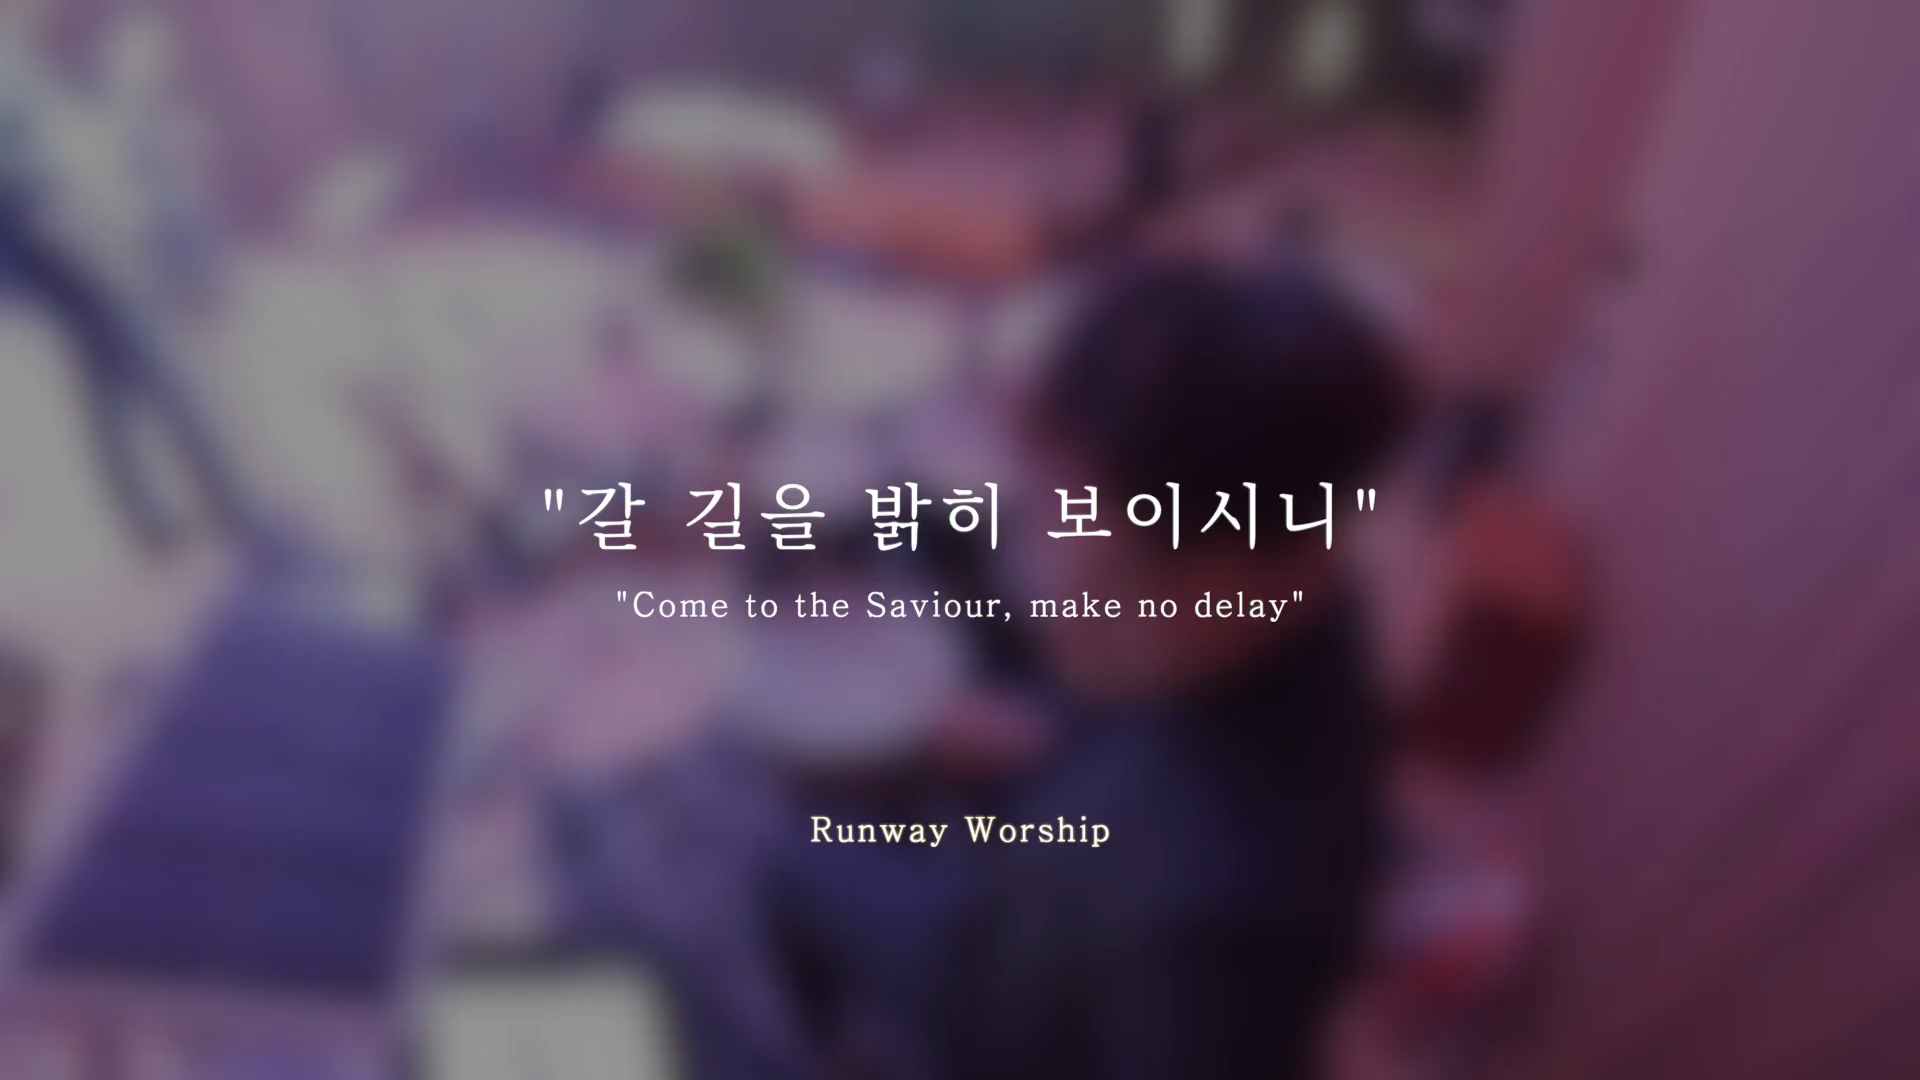 "갈 길을 밝히 보이시니"
"Come to the Saviour, make no delay"
Runway Worship